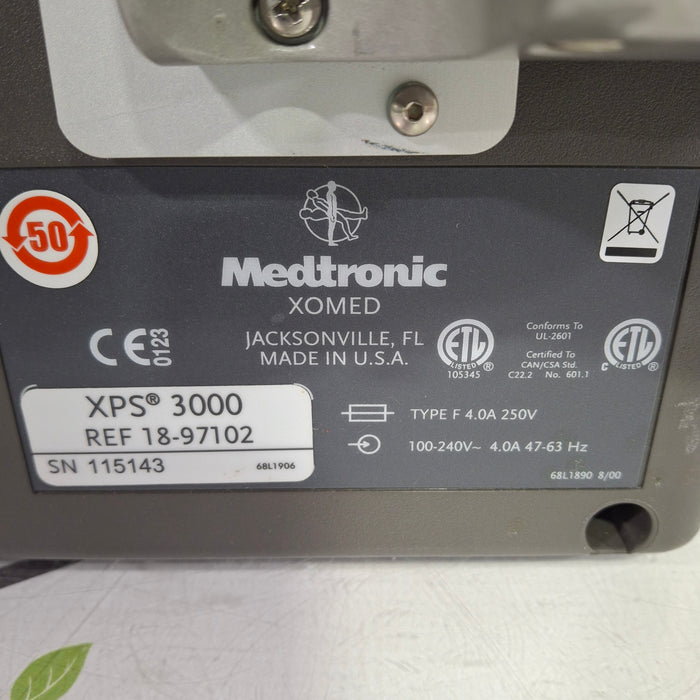 50
Medtronic
XOMED
JACKSONVILLE, FL
MADE IN U.S.A.
CE 0123
ETL
LISTED
105345
Conforms To
UL-2601
Certified To
CAN/CSA Std.
C22.2 No. 601.1
C ETL
LISTED
XPS® 3000
REF 18-97102
SN 115143
68L1906
TYPE F 4.0A 250V
100-240V~ 4.0A 47-63 Hz
68L1890 8/00